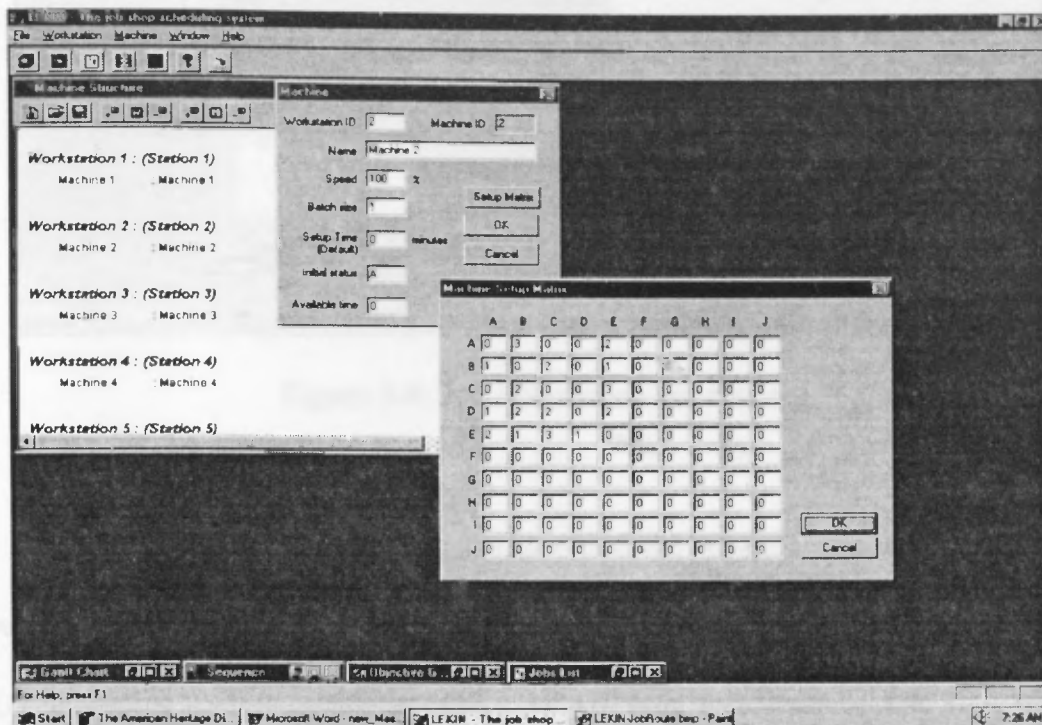 The job shop scheduling system
File Workstation Machine Window Help
Machine Structure
Workstation 1 : (Station 1)
Machine 1 : Machine 1
Workstation 2 : (Station 2)
Machine 2 : Machine 2
Workstation 3 : (Station 3)
Machine 3 : Machine 3
Workstation 4 : (Station 4)
Machine 4 : Machine 4
Workstation 5 : (Station 5)
Machine
Workstation ID 2 Machine ID 2
Name Machine 2
Speed 100 %
Batch size 1
Setup Time (Default) 0 minutes
Initial status A
Available time 0
Setup Matrix
OK
Cancel
Machine Setup Matrix
A B C D E F G H I J
A 0 3 0 0 2 0 0 0 0 0
B 1 0 2 0 1 0 0 0 0
C 0 2 0 0 3 0 0 0 0 0
D 1 2 2 0 2 0 0 0 0 0
E 2 1 3 1 0 0 0 0 0 0
F 0 0 0 0 0 0 0 0 0 0
G 0 0 0 0 0 0 0 0 0 0
H 0 0 0 0 0 0 0 0 0 0
I 0 0 0 0 0 0 0 0 0 0
J 0 0 0 0 0 0 0 0 0 0
OK
Cancel
Gantt Chart
Sequence
Objective G...
Jobs List
For Help, press F1
Start
The American Heritage Di...
Microsoft Word - new_Mas...
LEKIN - The job shop ...
LEKIN-JobRoute.bmp - Paint
7:26 AM